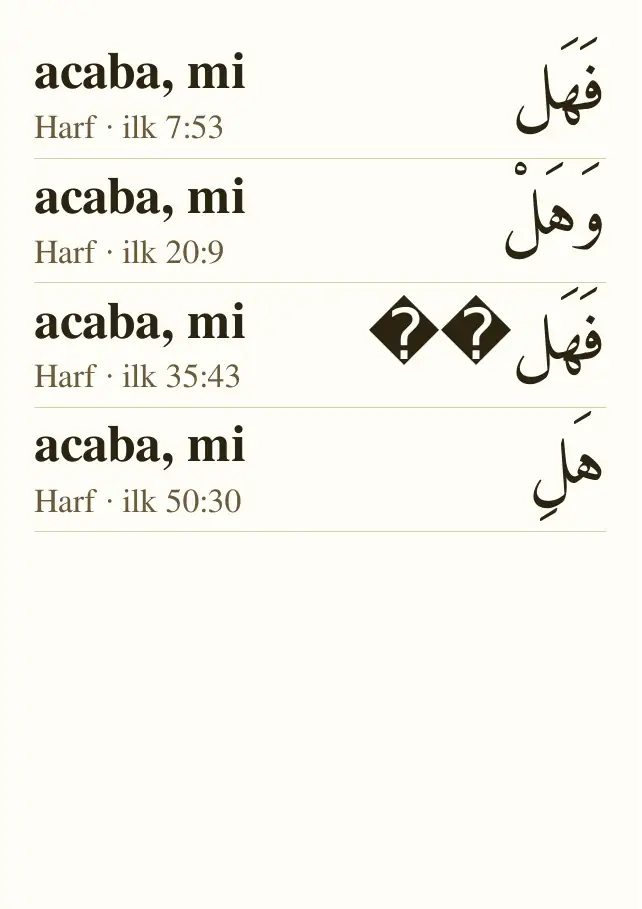 acaba, mi فَهَل
Harf · ilk 7:53
acaba, mi وَهَلْ
Harf · ilk 20:9
acaba, mi فَهَل��
Harf · ilk 35:43
acaba, mi هَلِ
Harf · ilk 50:30